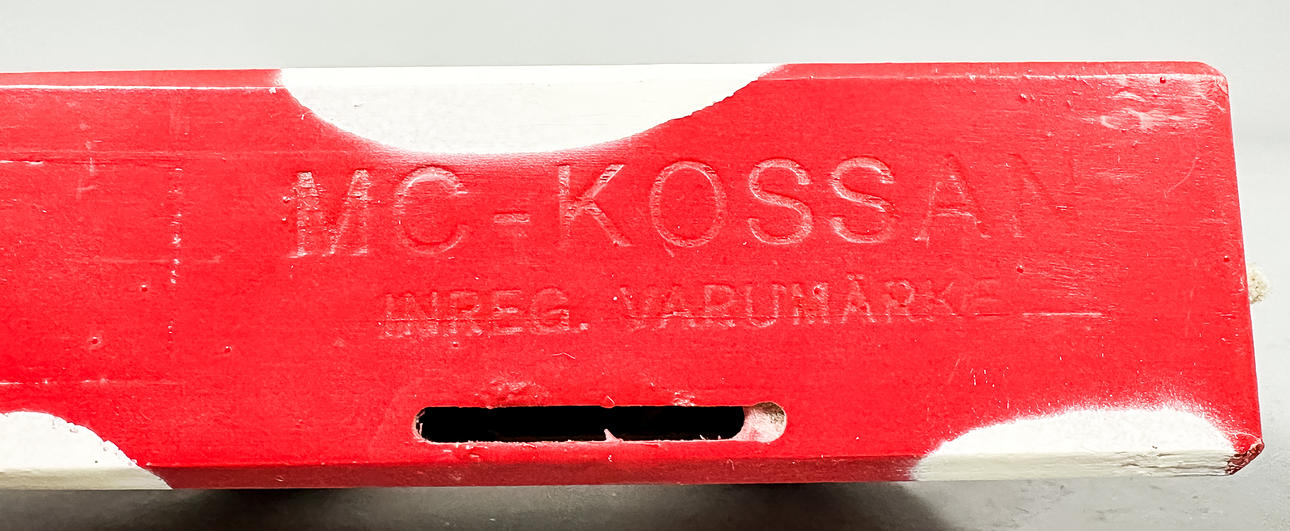 MC-KOSSAN
INREG. VARUMÄRKE